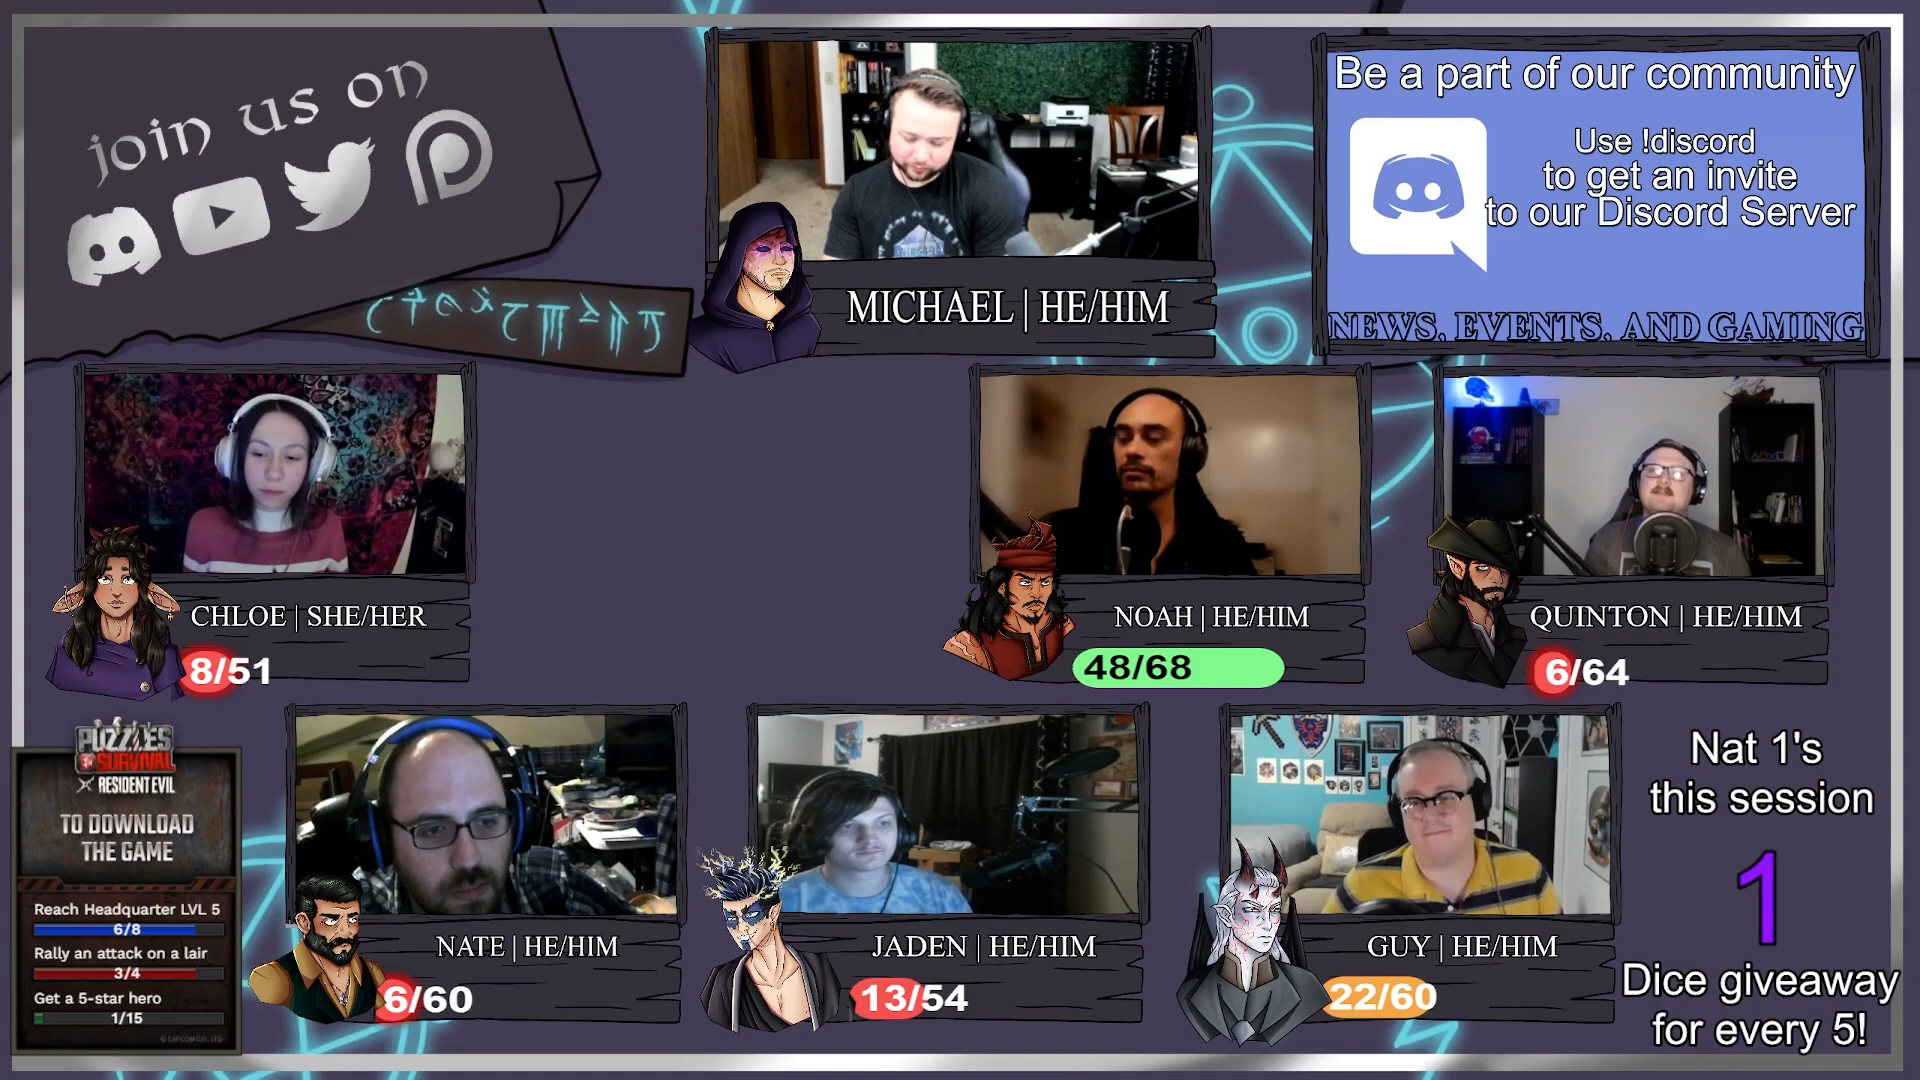 join us on
MICHAEL | HE/HIM
Be a part of our community
Use !discord
to get an invite
to our Discord Server
NEWS, EVENTS, AND GAMING
CHLOE | SHE/HER
8/51
NOAH | HE/HIM
48/68
QUINTON | HE/HIM
6/64
PUZZLES
& SURVIVAL
X RESIDENT EVIL
TO DOWNLOAD
THE GAME
Reach Headquarter LVL 5
6/8
Rally an attack on a lair
3/4
Get a 5-star hero
1/15
© CAPCOM CO., LTD.
NATE | HE/HIM
6/60
JADEN | HE/HIM
13/54
GUY | HE/HIM
22/60
Nat 1's
this session
1
Dice giveaway
for every 5!